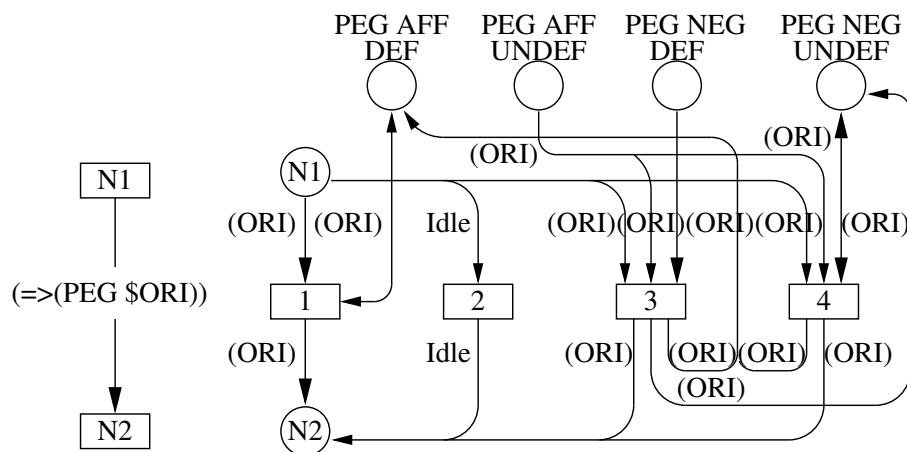 PEG AFF PEG AFF PEG NEG PEG NEG
DEF UNDEF DEF UNDEF
(ORI) (ORI)
N1 N1
(ORI) (ORI) Idle (ORI)(ORI)(ORI)(ORI) (ORI)
(=>(PEG $ORI)) 1 2 3 4
(ORI) Idle (ORI) (ORI) (ORI) (ORI)
(ORI)
N2 N2